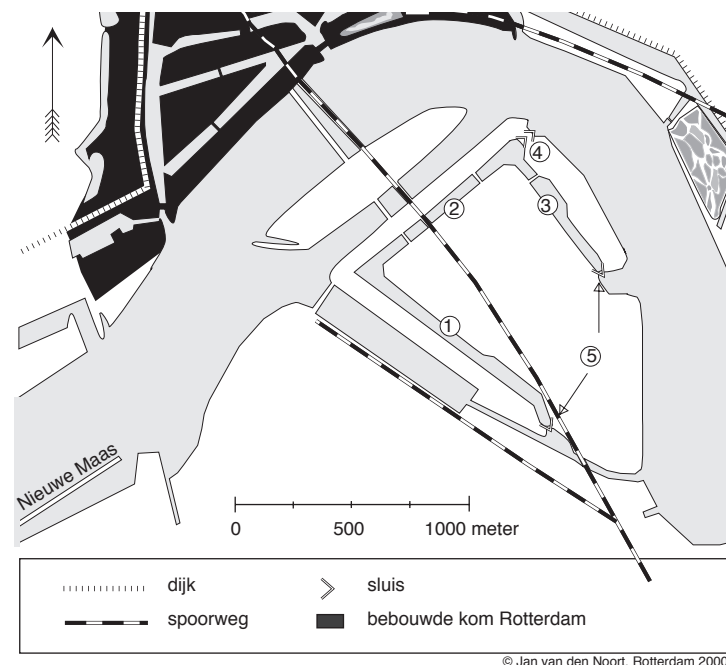 4
2
3
1
5
Nieuwe Maas
0 500 1000 meter
dijk sluis
spoorweg bebouwde kom Rotterdam
© Jan van den Noort, Rotterdam 2000